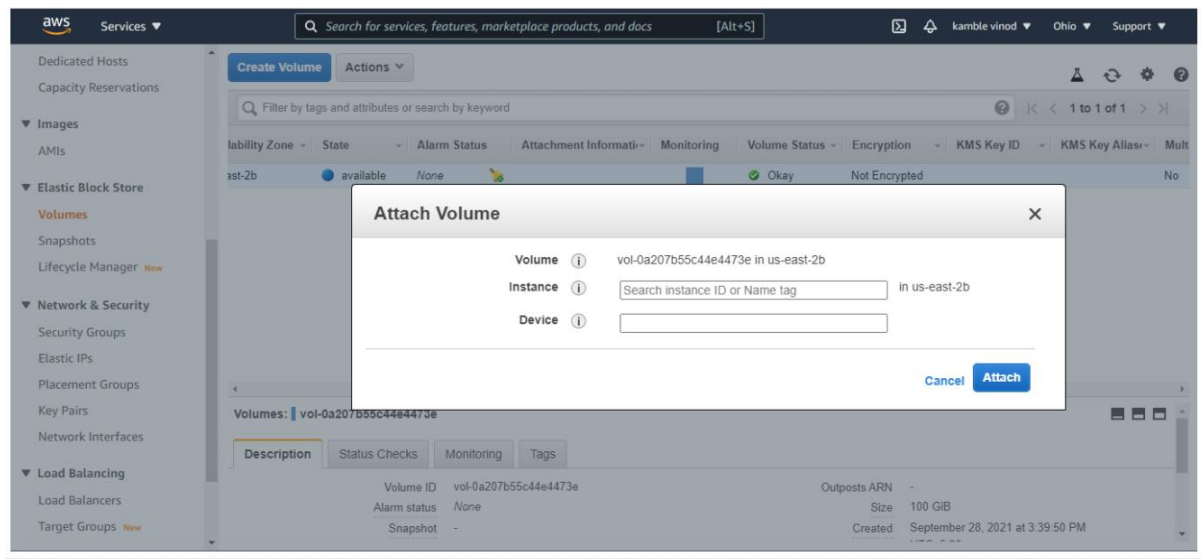 aws Services ▼ Search for services, features, marketplace products, and docs [Alt+S] kamble vinod ▼ Ohio ▼ Support ▼
Dedicated Hosts
Capacity Reservations
▼ Images
AMIs
▼ Elastic Block Store
Volumes
Snapshots
Lifecycle Manager New
▼ Network & Security
Security Groups
Elastic IPs
Placement Groups
Key Pairs
Network Interfaces
▼ Load Balancing
Load Balancers
Target Groups New
Create Volume Actions
Filter by tags and attributes or search by keyword 1 to 1 of 1
lability Zone State Alarm Status Attachment Informati Monitoring Volume Status Encryption KMS Key ID KMS Key Alias Mult
ast-2b available None Okay Not Encrypted No
Attach Volume
Volume vol-0a207b55c44e4473e in us-east-2b
Instance Search instance ID or Name tag in us-east-2b
Device
Cancel Attach
Volumes: vol-0a207b55c44e4473e
Description Status Checks Monitoring Tags
Volume ID vol-0a207b55c44e4473e Outposts ARN -
Alarm status None Size 100 GiB
Snapshot - Created September 28, 2021 at 3:39:50 PM